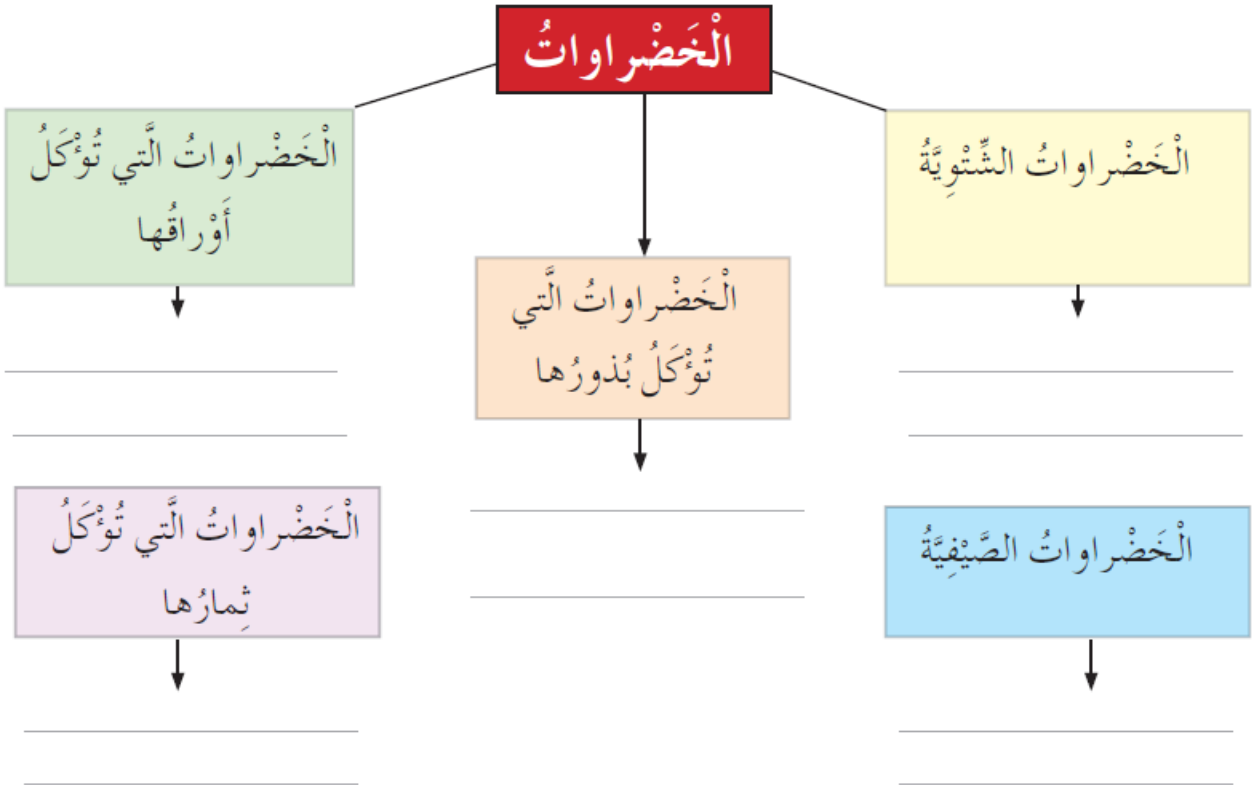 الْخَضْراواتُ
الْخَضْراواتُ الشِّتْوِيَّةُ
الْخَضْراواتُ الَّتي تُؤْكَلُ
أَوْراقُها
الْخَضْراواتُ الَّتي
تُؤْكَلُ بُذورُها
الْخَضْراواتُ الصَّيْفِيَّةُ
الْخَضْراواتُ الَّتي تُؤْكَلُ
ثِمارُها